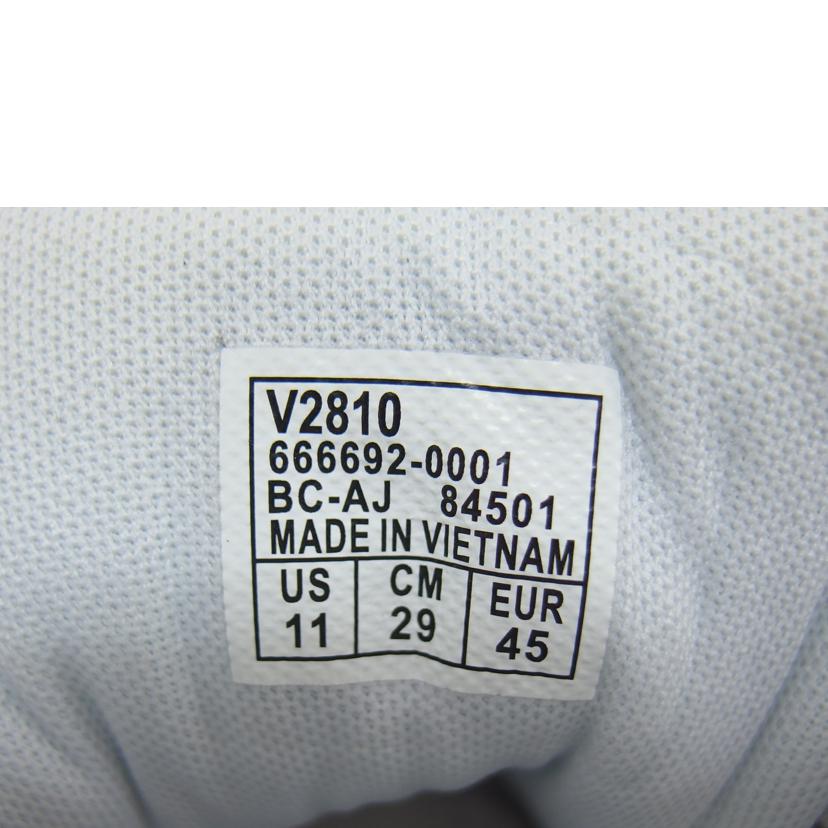 V2810
666692-0001
BC-AJ 84501
MADE IN VIETNAM
US CM EUR
11 29 45